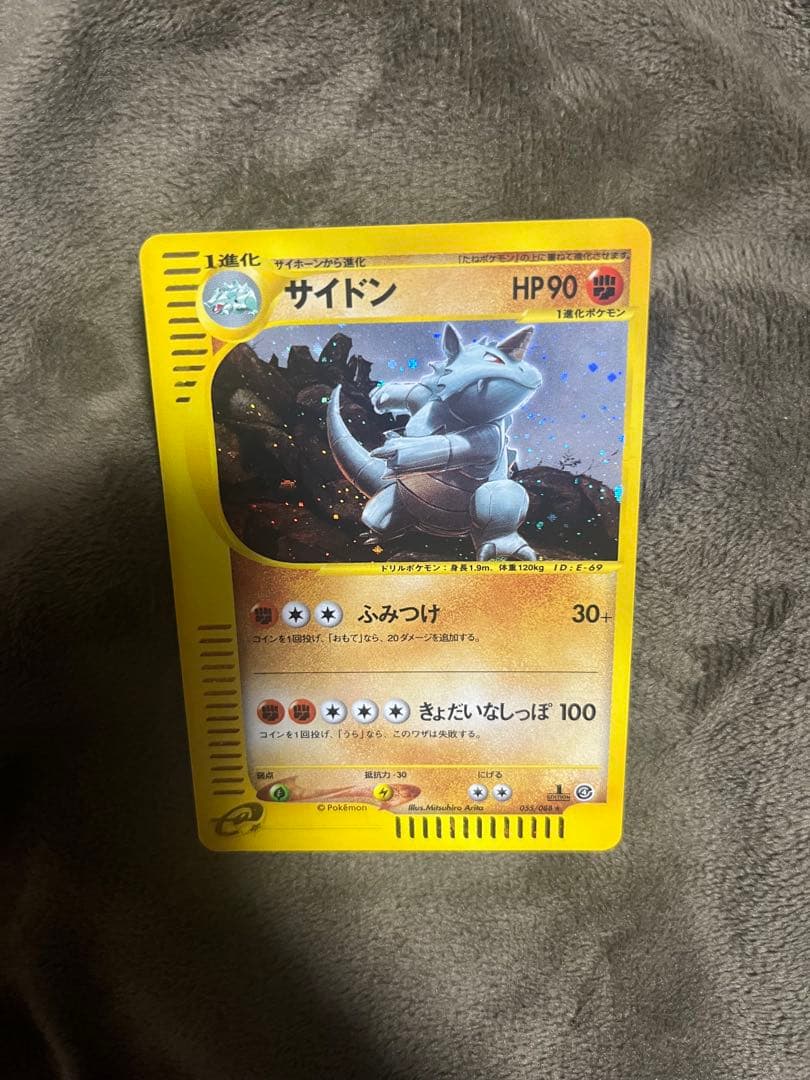 1進化 サイホーンから進化 「たねポケモン」の上に重ねて進化させます。
サイドン HP90
1進化ポケモン
ドリルポケモン：身長1.9m、体重120kg ID:E-69
ふみつけ 30+
コインを1回投げ、「おもて」なら、20ダメージを追加する。
きょだいなしっぽ 100
コインを1回投げ、「うら」なら、このワザは失敗する。
弱点 抵抗力・30 にげる
©Pokémon Illus.Mitsuhiro Arita 055/088★ 1 EDITION
e